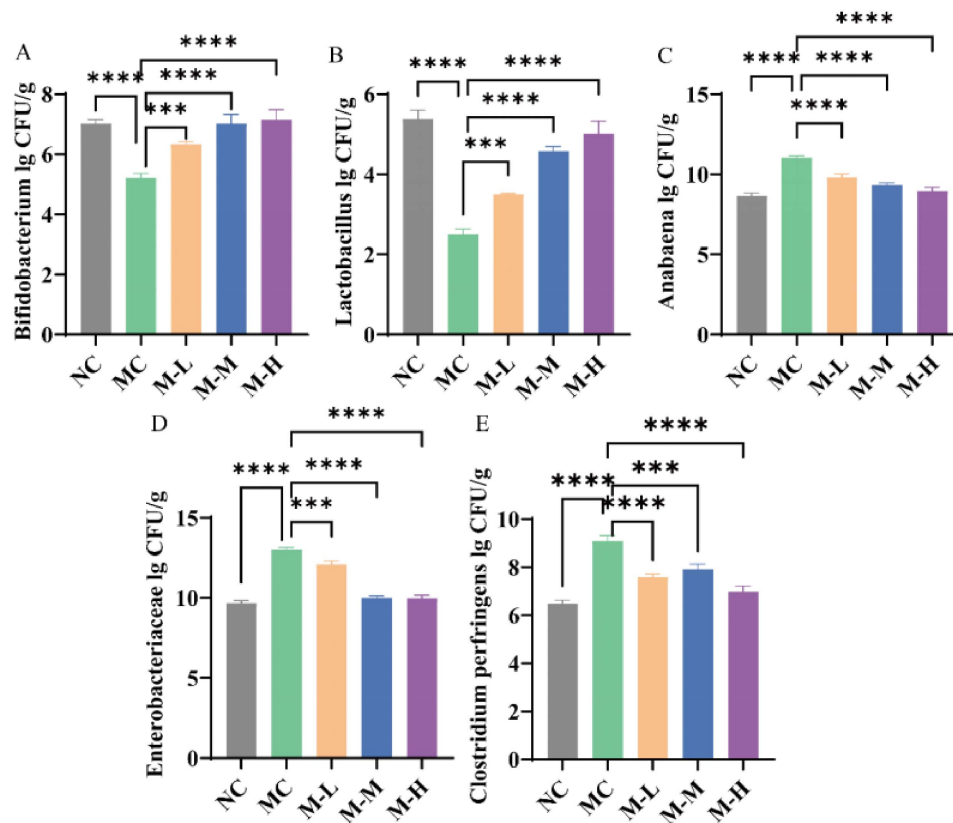 A
****
****
****
***
Bifidobacterium lg CFU/g
8
6
4
2
0
NC
MC
M-L
M-M
M-H
B
****
****
****
***
Lactobacillus lg CFU/g
6
4
2
0
NC
MC
M-L
M-M
M-H
C
****
****
****
****
Anabaena lg CFU/g
15
10
5
0
NC
MC
M-L
M-M
M-H
D
****
****
****
***
Enterobacteriaceae lg CFU/g
15
10
5
0
NC
MC
M-L
M-M
M-H
E
****
***
****
****
Clostridium perfringens lg CFU/g
10
8
6
4
2
0
NC
MC
M-L
M-M
M-H